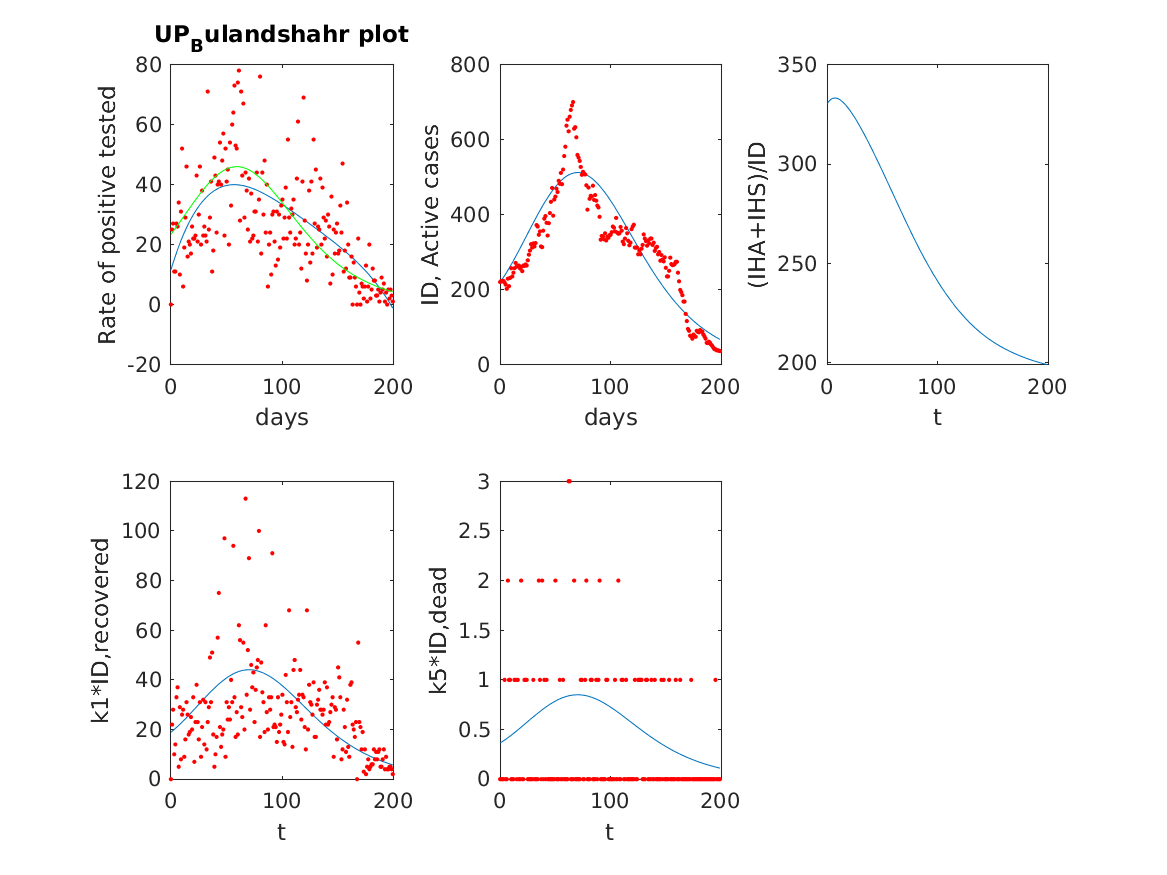 UP_Bulandshahr plot
80
60
40
20
0
-20
0 100 200
days
Rate of positive tested
800
600
400
200
0
0 100 200
days
ID, Active cases
350
300
250
200
0 100 200
t
(IHA+IHS)/ID
120
100
80
60
40
20
0
0 100 200
t
k1*ID,recovered
3
2.5
2
1.5
1
0.5
0
0 100 200
t
k5*ID,dead